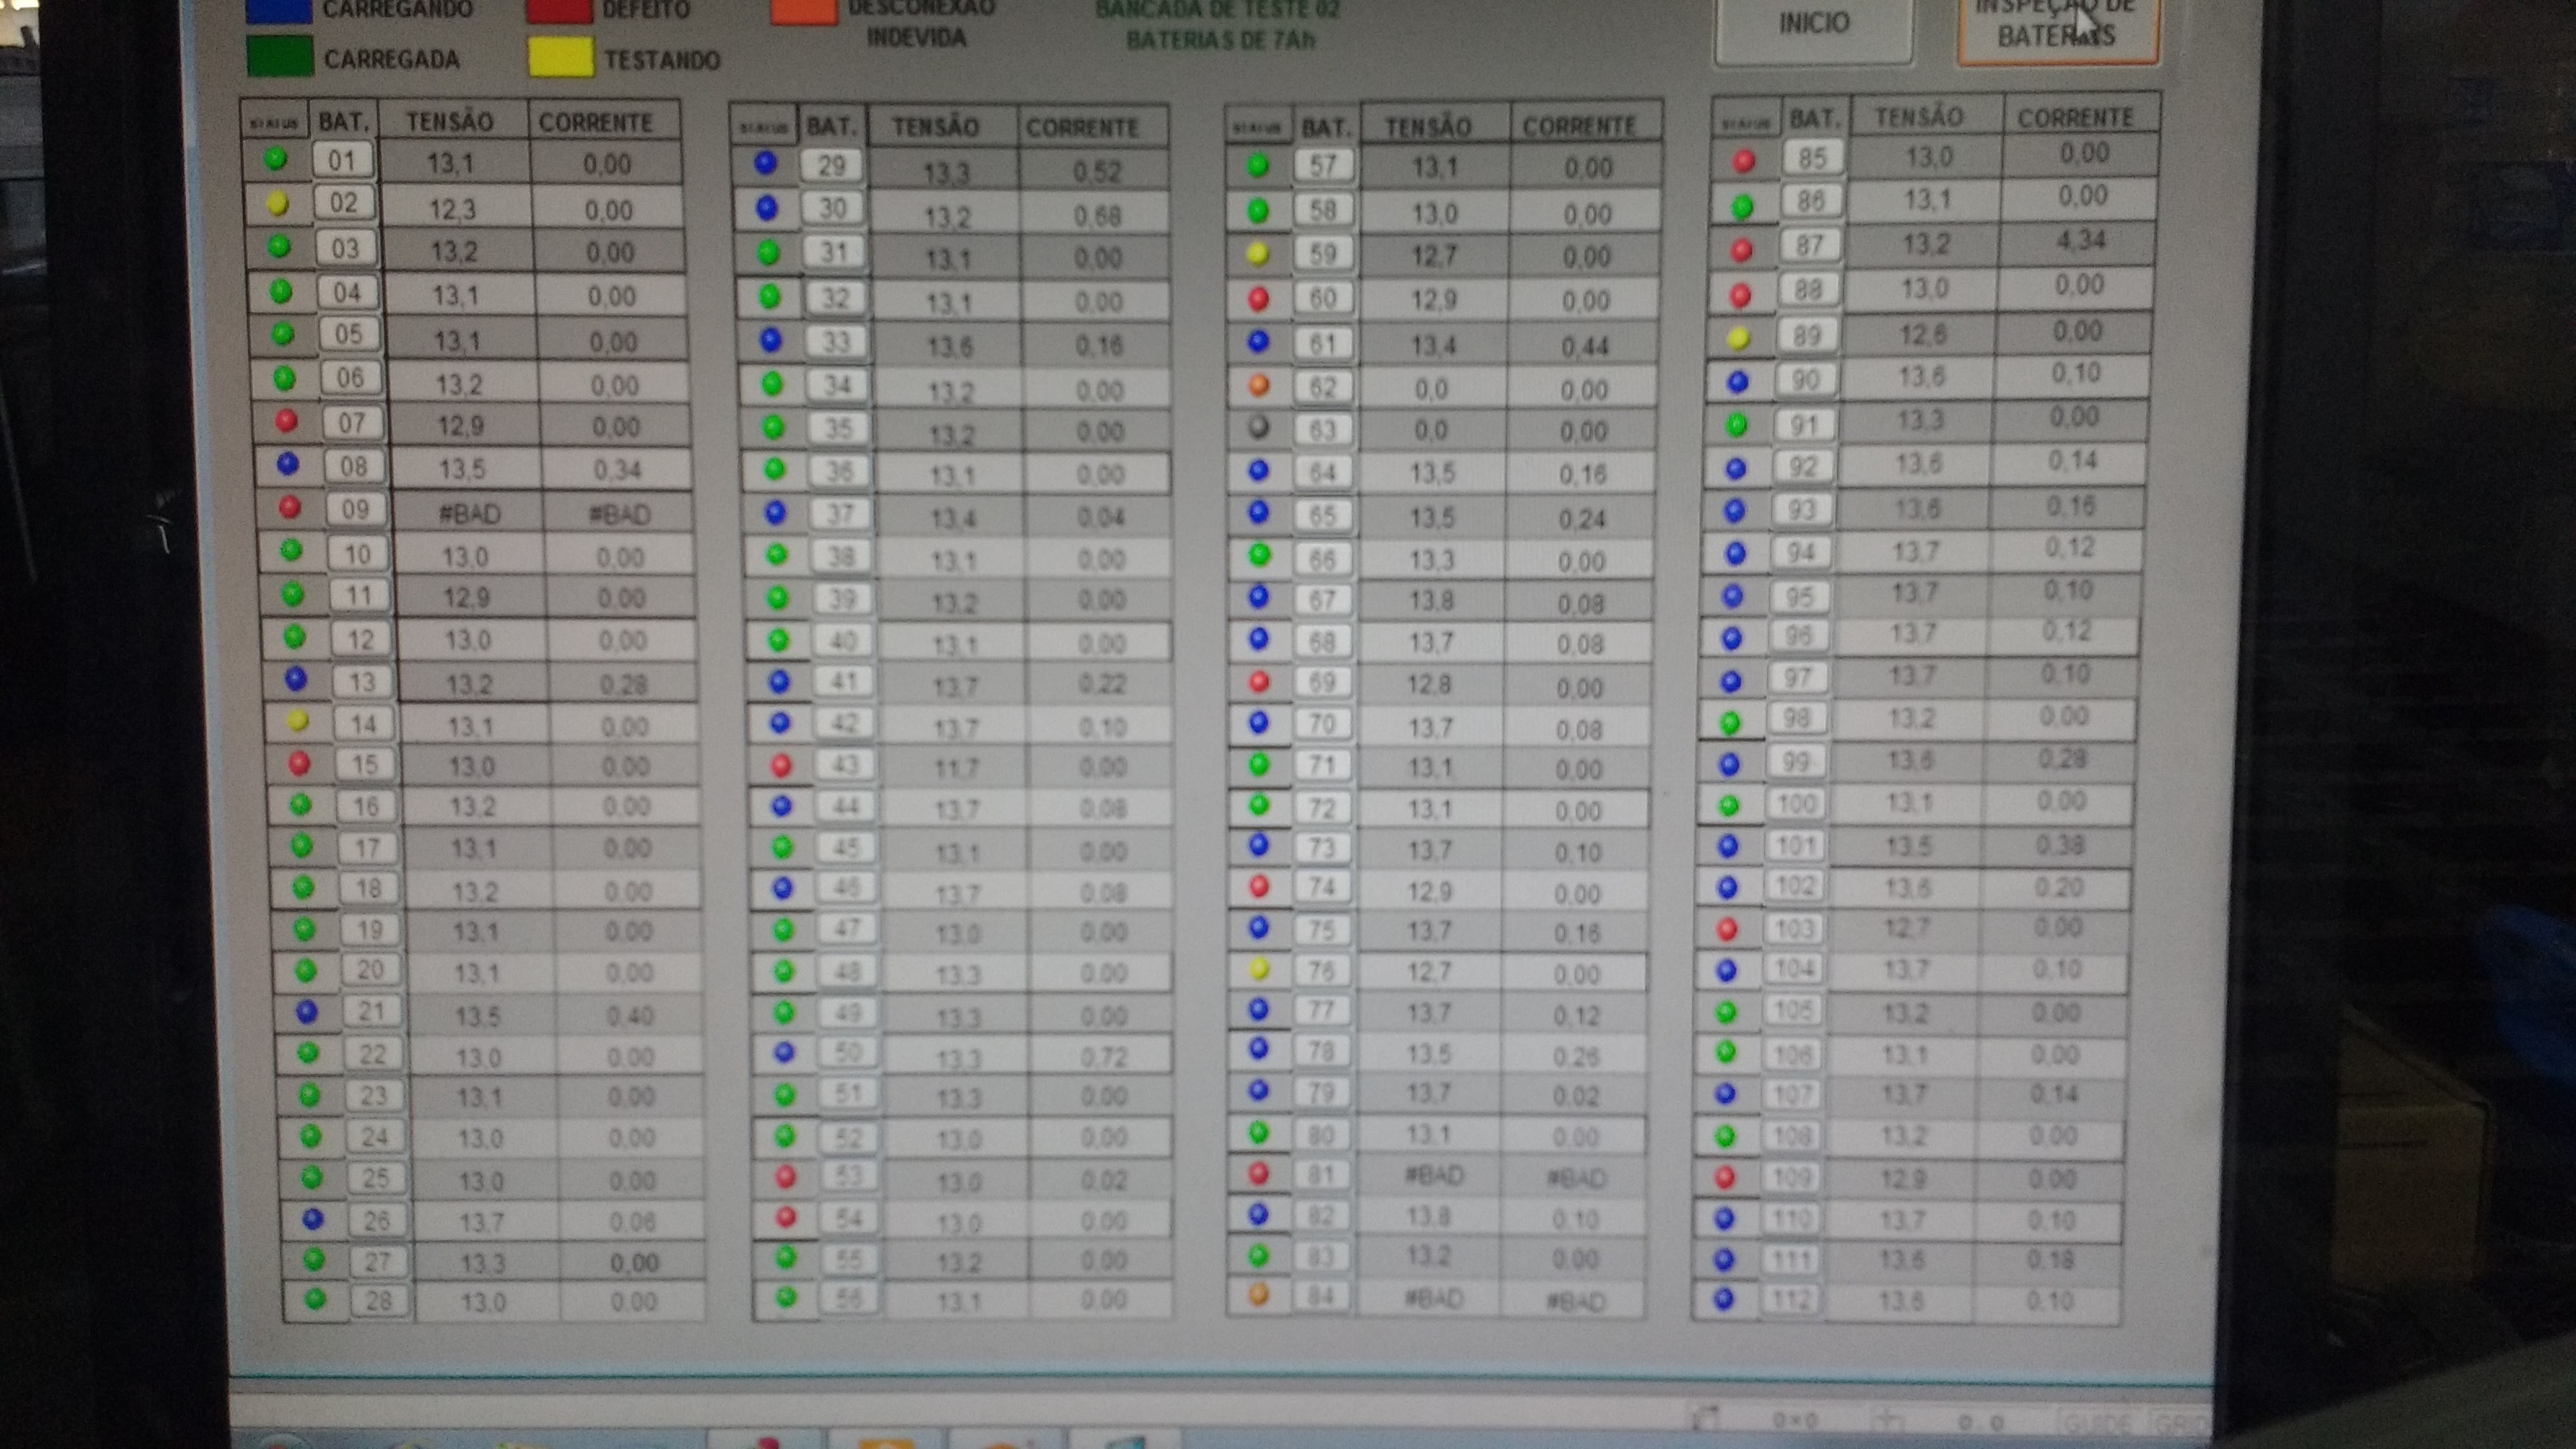 CARREGANDO DEFEITO DESCONEXÃO INDEVIDA BANCADA DE TESTE 02 BATERIAS DE 7Ah INICIO INSPEÇÃO DE BATERIAS
CARREGADA TESTANDO
STATUS BAT. TENSÃO CORRENTE
01 13,1 0,00
02 12,3 0,00
03 13,2 0,00
04 13,1 0,00
05 13,1 0,00
06 13,2 0,00
07 12,9 0,00
08 13,5 0,34
09 #BAD #BAD
10 13,0 0,00
11 12,9 0,00
12 13,0 0,00
13 13,2 0,28
14 13,1 0,00
15 13,0 0,00
16 13,2 0,00
17 13,1 0,00
18 13,2 0,00
19 13,1 0,00
20 13,1 0,00
21 13,5 0,40
22 13,0 0,00
23 13,1 0,00
24 13,0 0,00
25 13,0 0,00
26 13,7 0,06
27 13,3 0,00
28 13,0 0,00
STATUS BAT. TENSÃO CORRENTE
29 13,3 0,52
30 13,2 0,68
31 13,1 0,00
32 13,1 0,00
33 13,6 0,16
34 13,2 0,00
35 13,2 0,00
36 13,1 0,00
37 13,4 0,04
38 13,1 0,00
39 13,2 0,00
40 13,1 0,00
41 13,7 0,22
42 13,7 0,10
43 11,7 0,00
44 13,7 0,08
45 13,1 0,00
46 13,7 0,08
47 13,0 0,00
48 13,3 0,00
49 13,3 0,00
50 13,3 0,72
51 13,3 0,00
52 13,0 0,00
53 13,0 0,02
54 13,0 0,00
55 13,2 0,00
56 13,1 0,00
STATUS BAT. TENSÃO CORRENTE
57 13,1 0,00
58 13,0 0,00
59 12,7 0,00
60 12,9 0,00
61 13,4 0,44
62 0,0 0,00
63 0,0 0,00
64 13,5 0,16
65 13,5 0,24
66 13,3 0,00
67 13,8 0,08
68 13,7 0,08
69 12,8 0,00
70 13,7 0,08
71 13,1 0,00
72 13,1 0,00
73 13,7 0,10
74 12,9 0,00
75 13,7 0,16
76 12,7 0,00
77 13,7 0,12
78 13,5 0,26
79 13,7 0,02
80 13,1 0,00
81 #BAD #BAD
82 13,8 0,10
83 13,2 0,00
84 #BAD #BAD
STATUS BAT. TENSÃO CORRENTE
85 13,0 0,00
86 13,1 0,00
87 13,2 4,34
88 13,0 0,00
89 12,6 0,00
90 13,6 0,10
91 13,3 0,00
92 13,6 0,14
93 13,6 0,16
94 13,7 0,12
95 13,7 0,10
96 13,7 0,12
97 13,7 0,10
98 13,2 0,00
99 13,6 0,28
100 13,1 0,00
101 13,5 0,38
102 13,6 0,20
103 12,7 0,00
104 13,7 0,10
105 13,2 0,00
106 13,1 0,00
107 13,7 0,14
108 13,2 0,00
109 12,9 0,00
110 13,7 0,10
111 13,6 0,18
112 13,6 0,10
0×0 0.0 GUIDE GRID